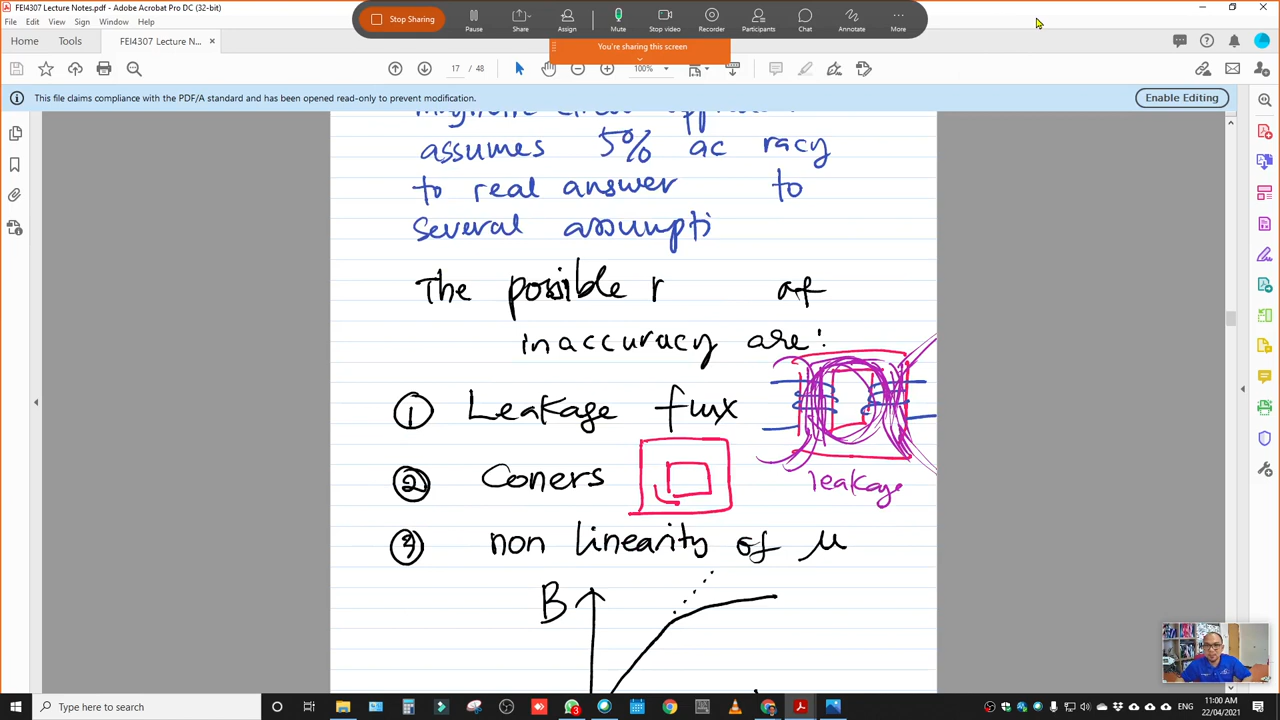 FEI4307 Lecture Notes.pdf - Adobe Acrobat Pro DC (32-bit)
File Edit View Sign Window Help
Stop Sharing
Pause Share Assign Mute Stop video Recorder Participants Chat Annotate More
You're sharing this screen
Home Tools FEI4307 Lecture N... ×
17 / 48 100%
This file claims compliance with the PDF/A standard and has been opened read-only to prevent modification. Enable Editing
assumes 5% ac racy
to real answer to
several assumpti
The possible r of
inaccuracy are:
① Leakage flux
leakage
② Coners
③ non linearity of μ
B
Type here to search
3
11:00 AM
ENG
22/04/2021